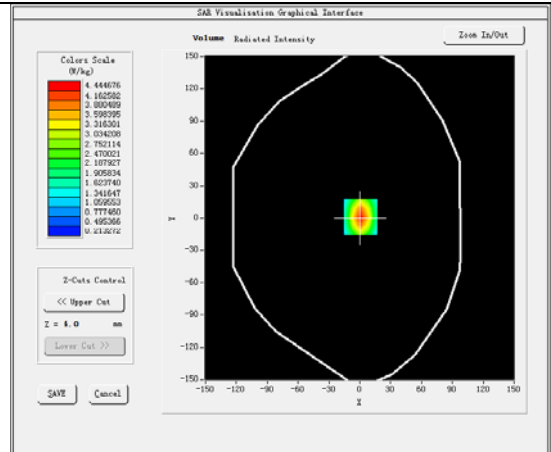 SAR Visualisation Graphical Interface
Volume Radiated Intensity
Zoom In/Out
Colors Scale
(W/kg)
4.444676
4.162582
3.880489
3.598395
3.316301
3.034208
2.752114
2.470021
2.187927
1.905834
1.623740
1.341647
1.059553
0.777460
0.495366
0.213272
Z-Cuts Control
<< Upper Cut
Z = 4.0 mm
Lower Cut >>
SAVE Cancel
150
120
90
60
30
0
-30
-60
-90
-120
-150
Y
-150 -120 -90 -60 -30 0 30 60 90 120 150
X